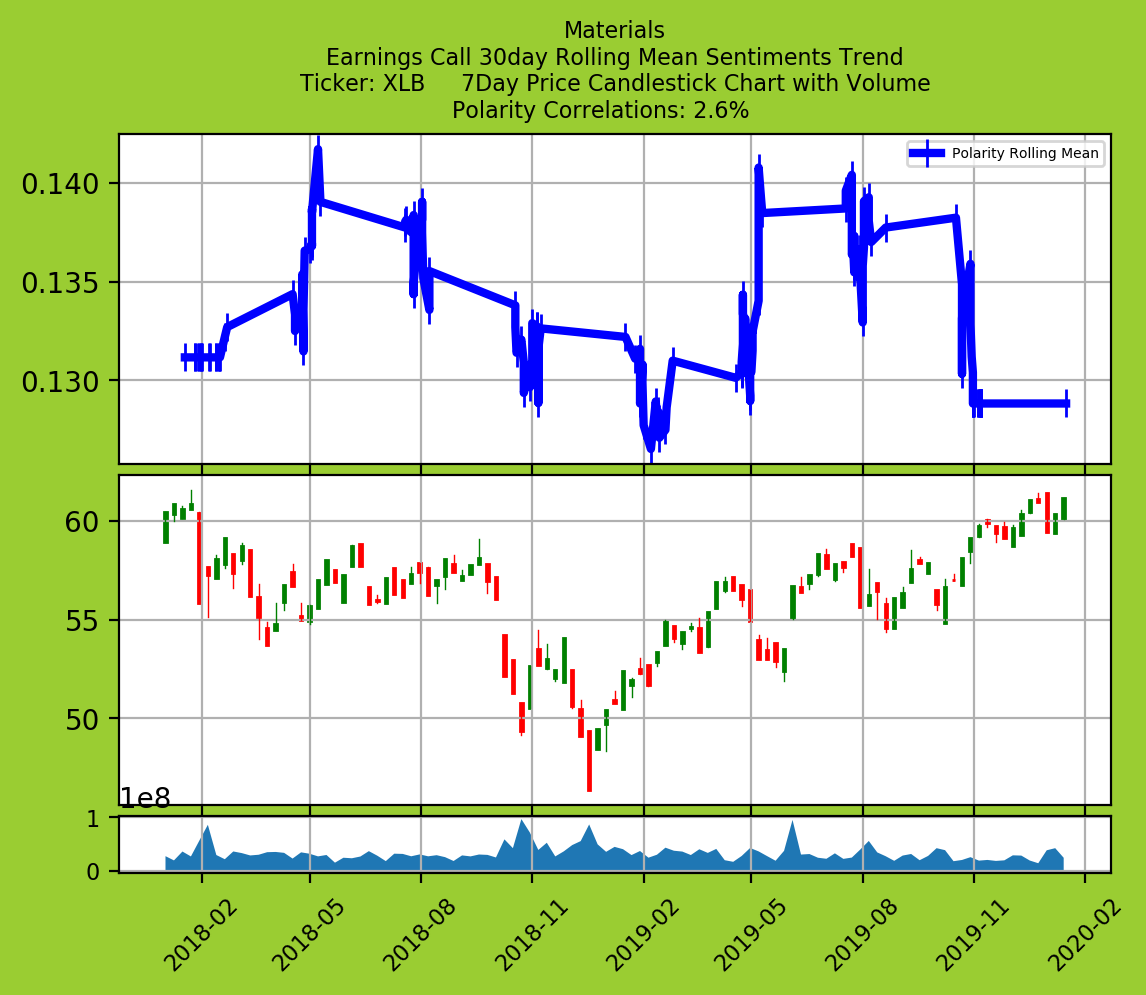 Materials
Earnings Call 30day Rolling Mean Sentiments Trend
Ticker: XLB     7Day Price Candlestick Chart with Volume
Polarity Correlations: 2.6%
Polarity Rolling Mean
0.140
0.135
0.130
60
55
50
1e8
1
0
2018-02
2018-05
2018-08
2018-11
2019-02
2019-05
2019-08
2019-11
2020-02